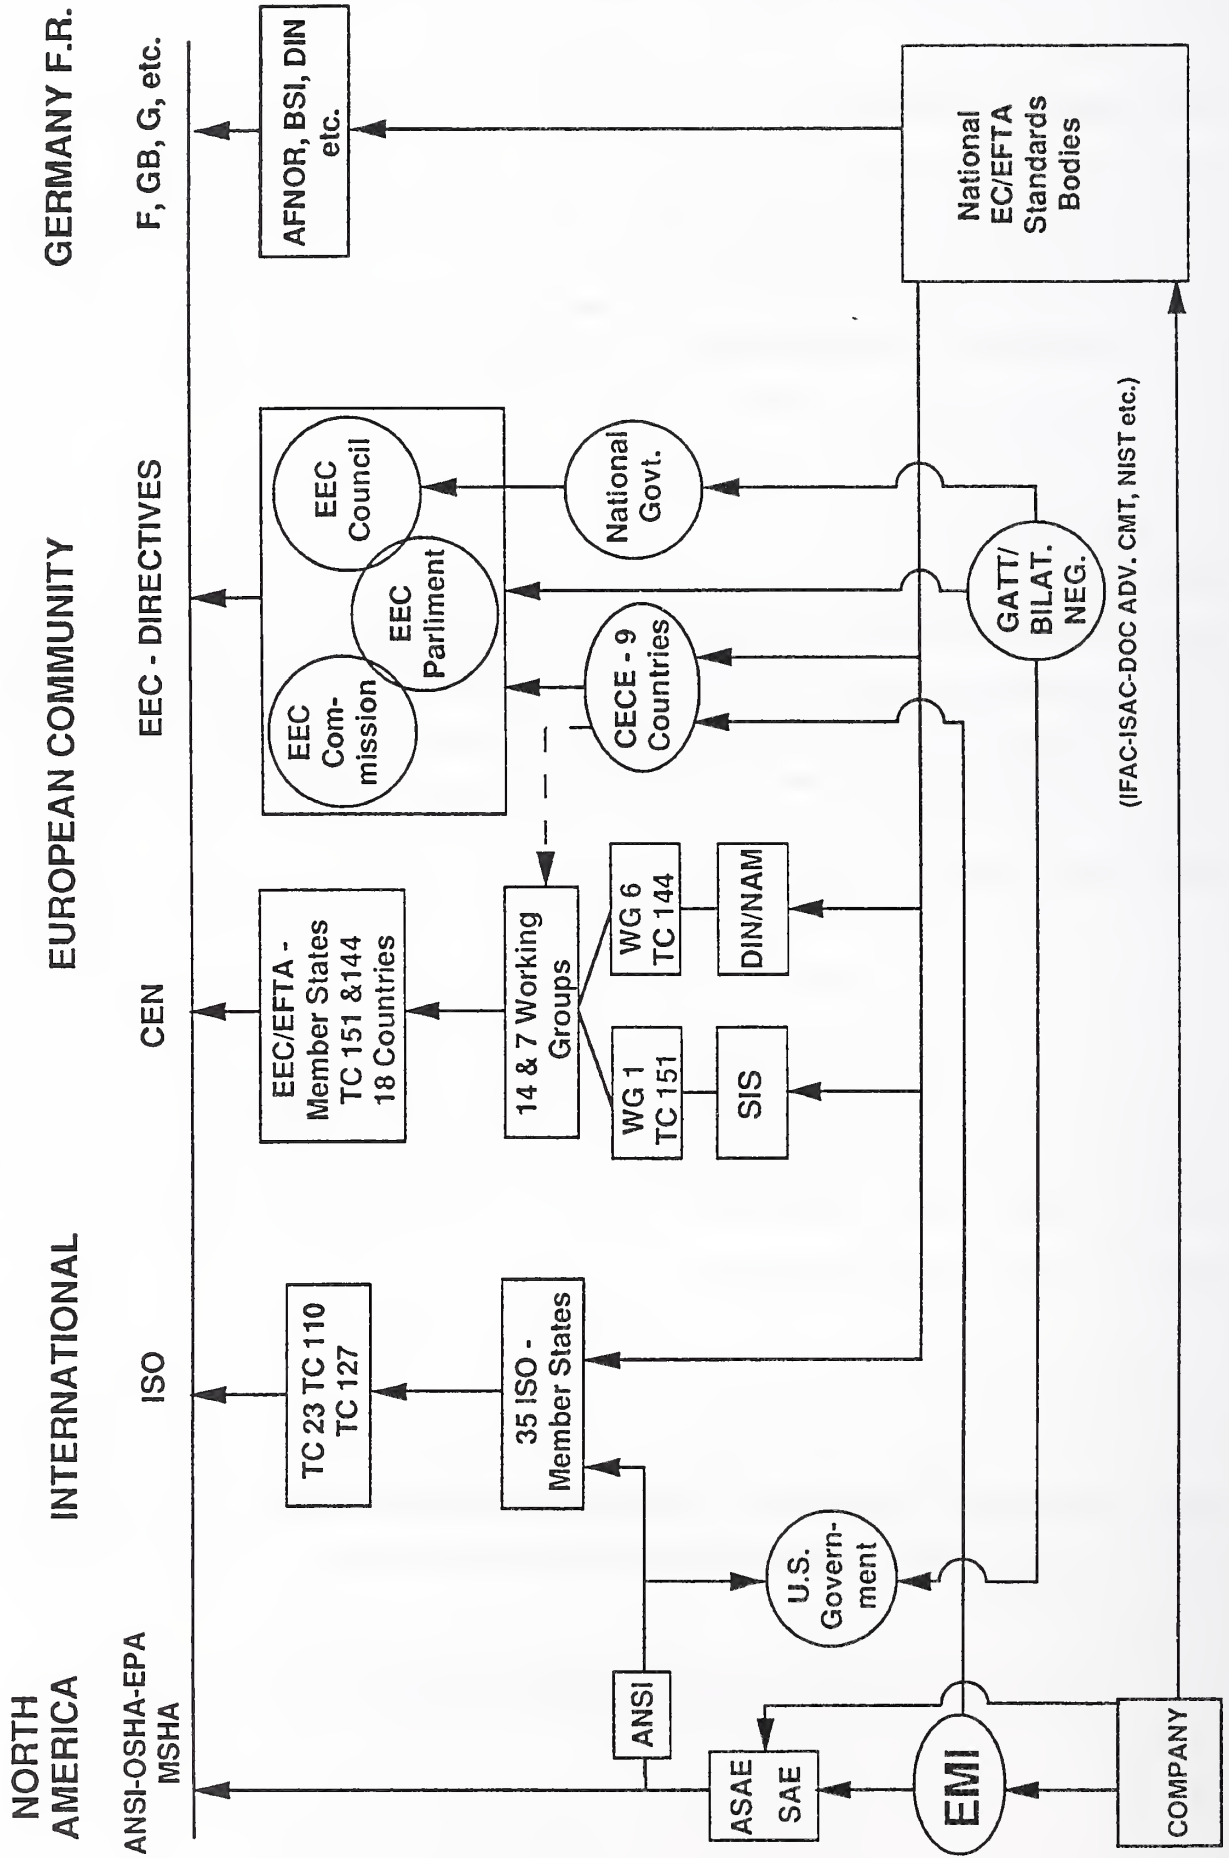 NORTH
AMERICA
INTERNATIONAL
EUROPEAN COMMUNITY
GERMANY F.R.
ANSI-OSHA-EPA
MSHA
ISO
CEN
EEC - DIRECTIVES
F, GB, G, etc.
TC 23 TC 110
TC 127
EEC/EFTA -
Member States
TC 151 &144
18 Countries
EEC
Com-
mission
EEC
Parliment
EEC
Council
AFNOR, BSI, DIN
etc.
35 ISO -
Member States
14 & 7 Working
Groups
CECE - 9
Countries
National
Govt.
ANSI
WG 1
TC 151
WG 6
TC 144
ASAE
SAE
U.S.
Govern-
ment
SIS
DIN/NAM
EMI
GATT/
BILAT.
NEG.
National
EC/EFTA
Standards
Bodies
COMPANY
(IFAC-ISAC-DOC ADV. CMT, NIST etc.)